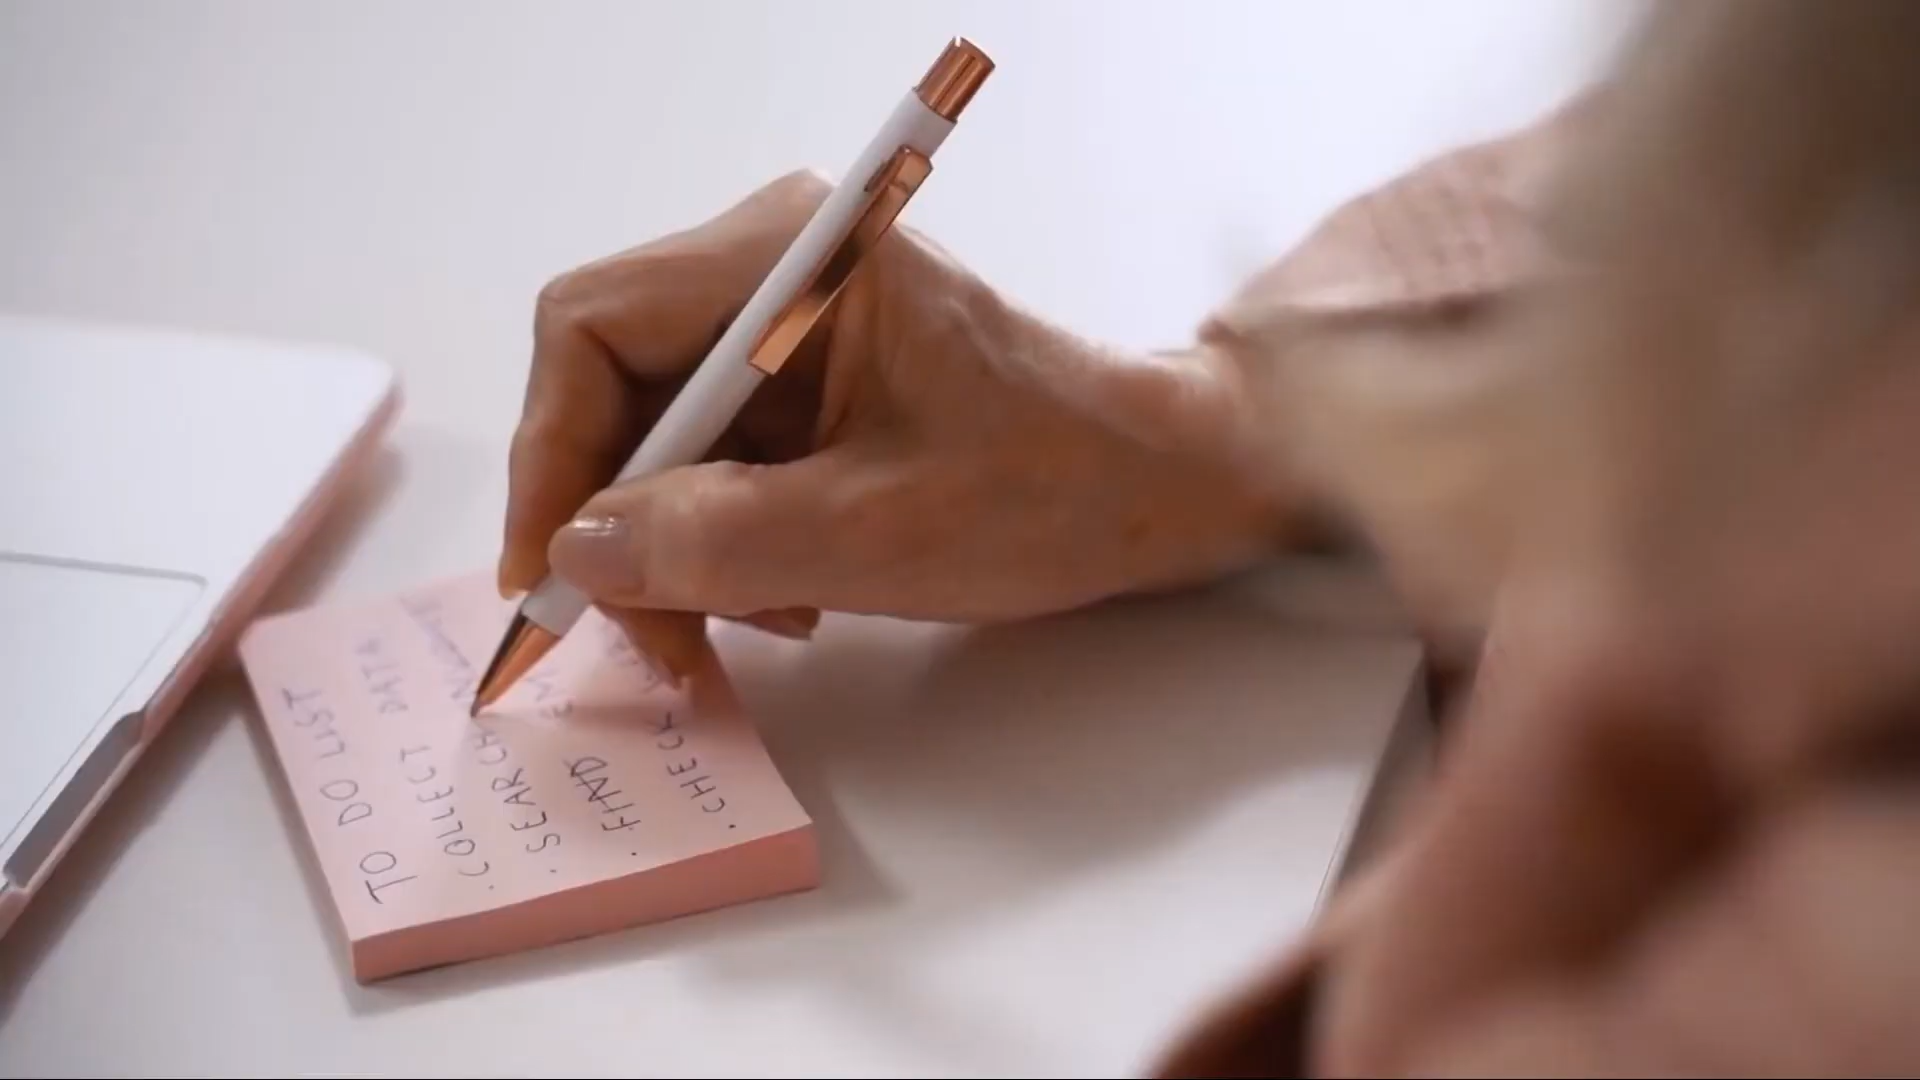 TO DO LIST
· COLLECT DATA
· SEARCH
· FIND
· CHECK